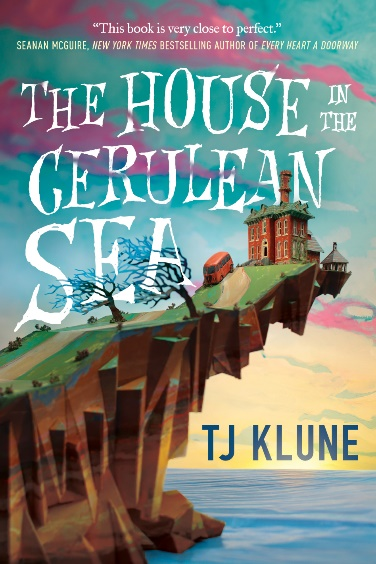 "This book is very close to perfect."
SEANAN MCGUIRE, NEW YORK TIMES BESTSELLING AUTHOR OF EVERY HEART A DOORWAY
THE HOUSE IN THE
CERULEAN
SEA
TJ KLUNE